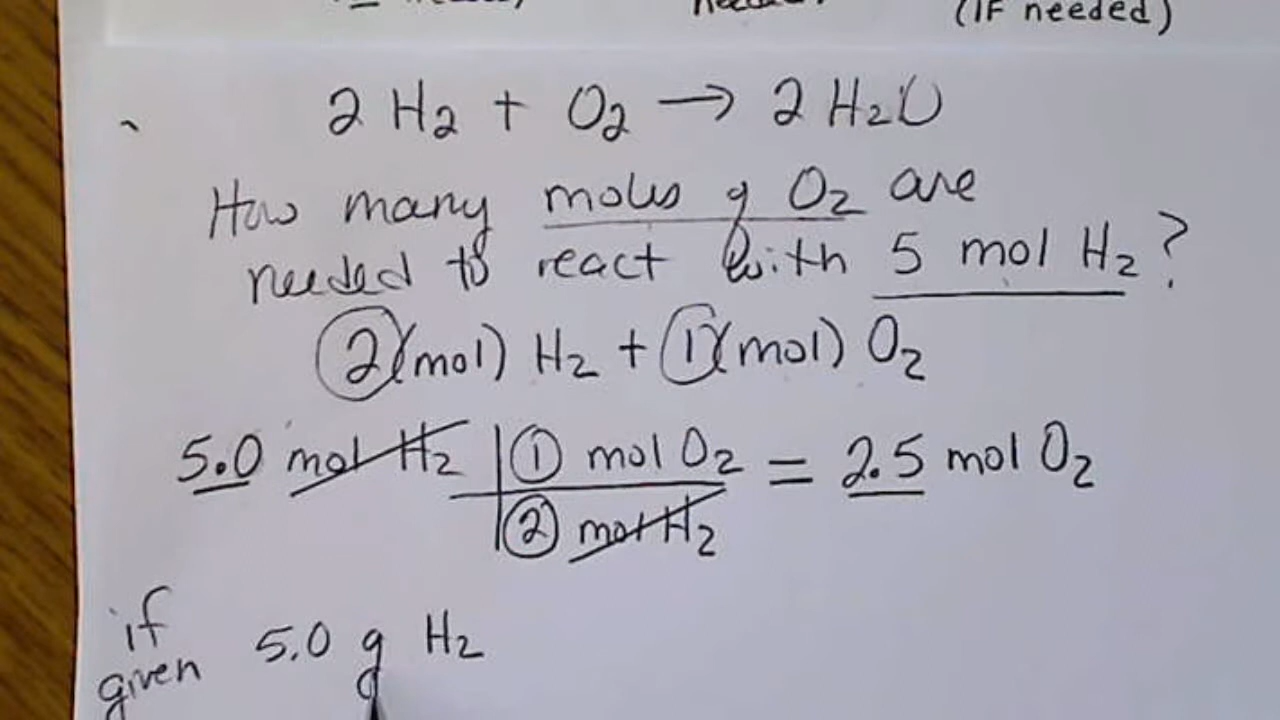 (IF needed)
2 H₂ + O₂ → 2 H₂O
How many moles of O₂ are
needed to react with 5 mol H₂?
2(mol) H₂ + 1(mol) O₂
5.0 mol H₂ | 1 mol O₂ = 2.5 mol O₂
2 mol H₂
if
given 5.0 g H₂